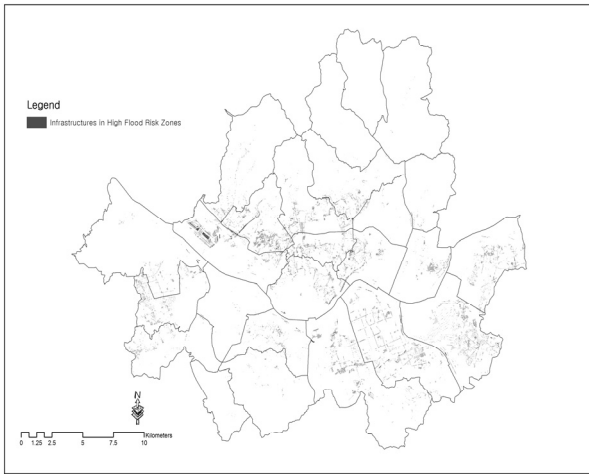 Legend
Infrastructures in High Flood Risk Zones
N
0 1.25 2.5 5 7.5 10 Kilometers